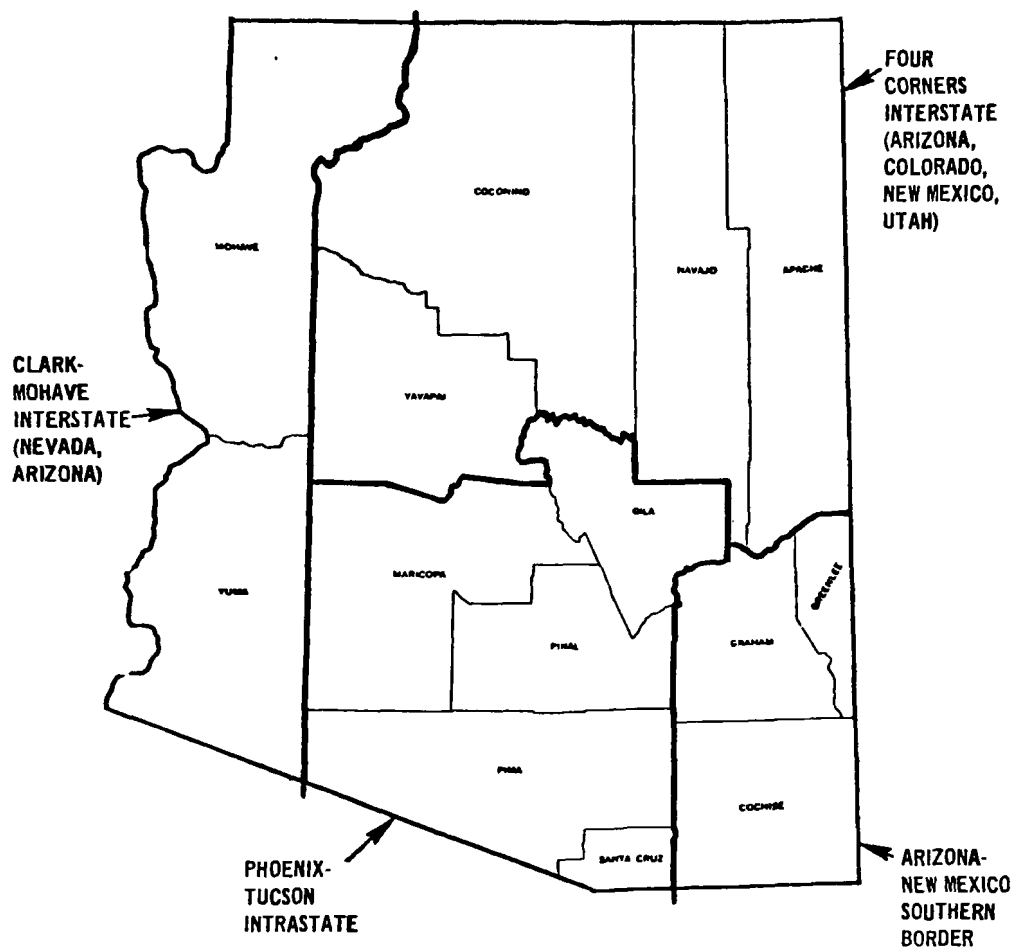 FOUR
CORNERS
INTERSTATE
(ARIZONA,
COLORADO,
NEW MEXICO,
UTAH)
COCONINO
MOHAVE
NAVAJO
APACHE
CLARK-
MOHAVE
INTERSTATE
(NEVADA,
ARIZONA)
YAVAPAI
GILA
MARICOPA
YUMA
GREENLEE
PINAL
GRAHAM
PIMA
COCHISE
SANTA CRUZ
PHOENIX-
TUCSON
INTRASTATE
ARIZONA-
NEW MEXICO
SOUTHERN
BORDER